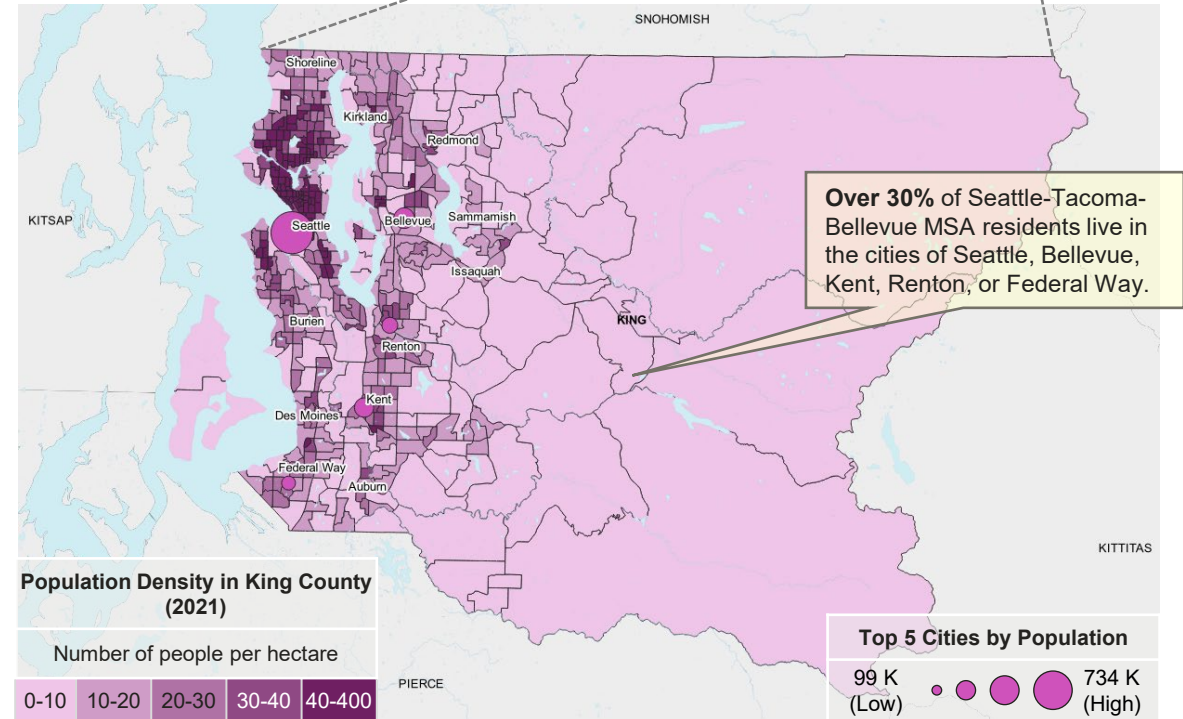 SNOHOMISH
Shoreline
Kirkland
Redmond
Over 30% of Seattle-Tacoma-
Bellevue MSA residents live in
the cities of Seattle, Bellevue,
Kent, Renton, or Federal Way.
KITSAP
Seattle
Bellevue
Sammamish
Issaquah
Burien
KING
Renton
Kent
Des Moines
Federal Way
Auburn
KITTITAS
Population Density in King County
(2021)
Number of people per hectare
0-10 10-20 20-30 30-40 40-400
PIERCE
Top 5 Cities by Population
99 K
(Low)
734 K
(High)